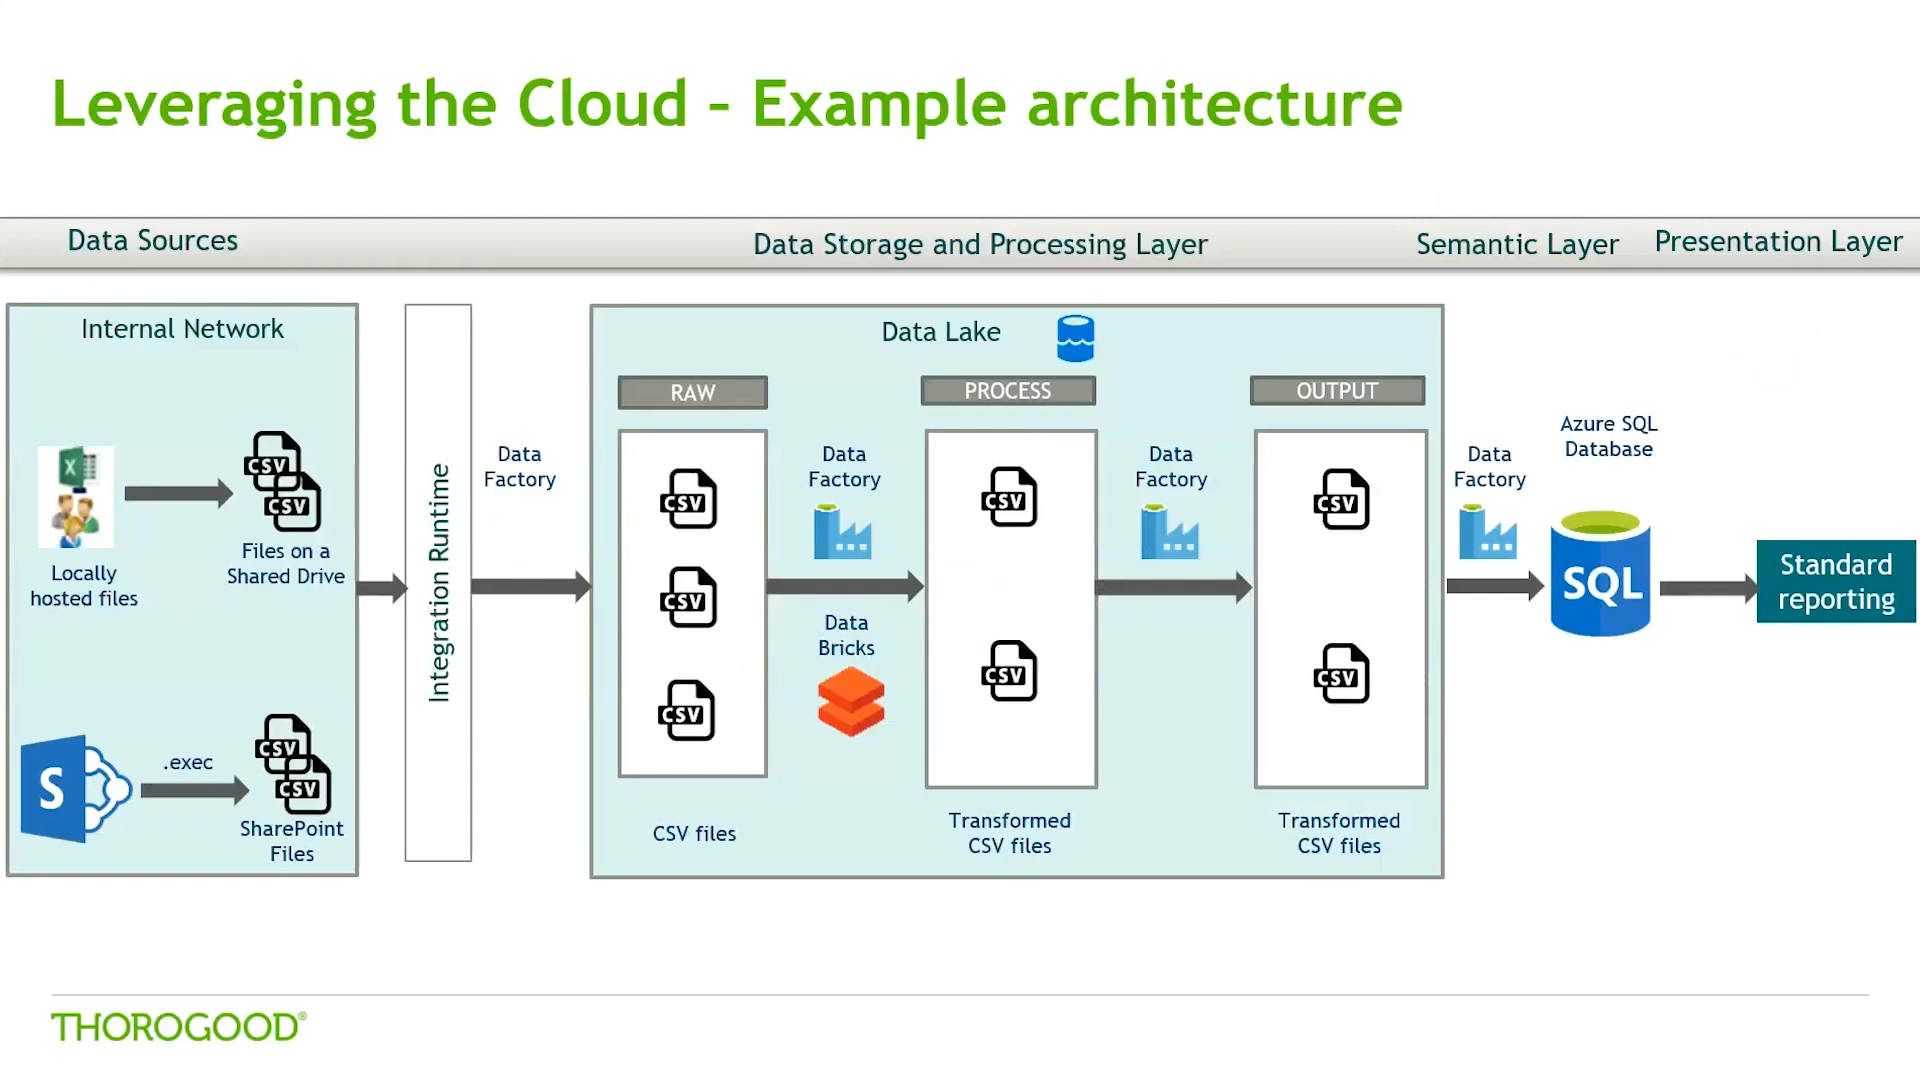 Leveraging the Cloud – Example architecture
Data Sources
Data Storage and Processing Layer
Semantic Layer
Presentation Layer
Internal Network
X
CSV
CSV
Locally
hosted files
Files on a
Shared Drive
S
.exec
CSV
CSV
SharePoint
Files
Integration Runtime
Data
Factory
Data Lake
RAW
CSV
CSV
CSV
CSV files
Data
Factory
Data
Bricks
PROCESS
CSV
CSV
Transformed
CSV files
Data
Factory
OUTPUT
CSV
CSV
Transformed
CSV files
Data
Factory
Azure SQL
Database
SQL
Standard
reporting
THOROGOOD®